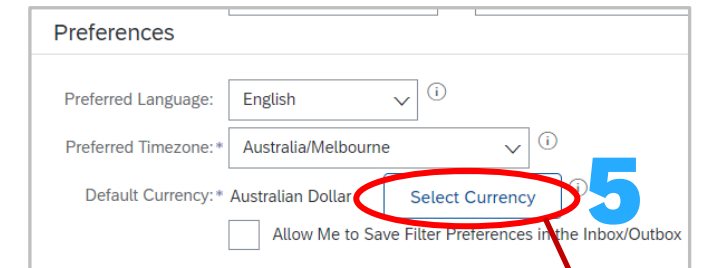 Preferences
Preferred Language: English
Preferred Timezone:* Australia/Melbourne
Default Currency:* Australian Dollar Select Currency 5
Allow Me to Save Filter Preferences in the Inbox/Outbox